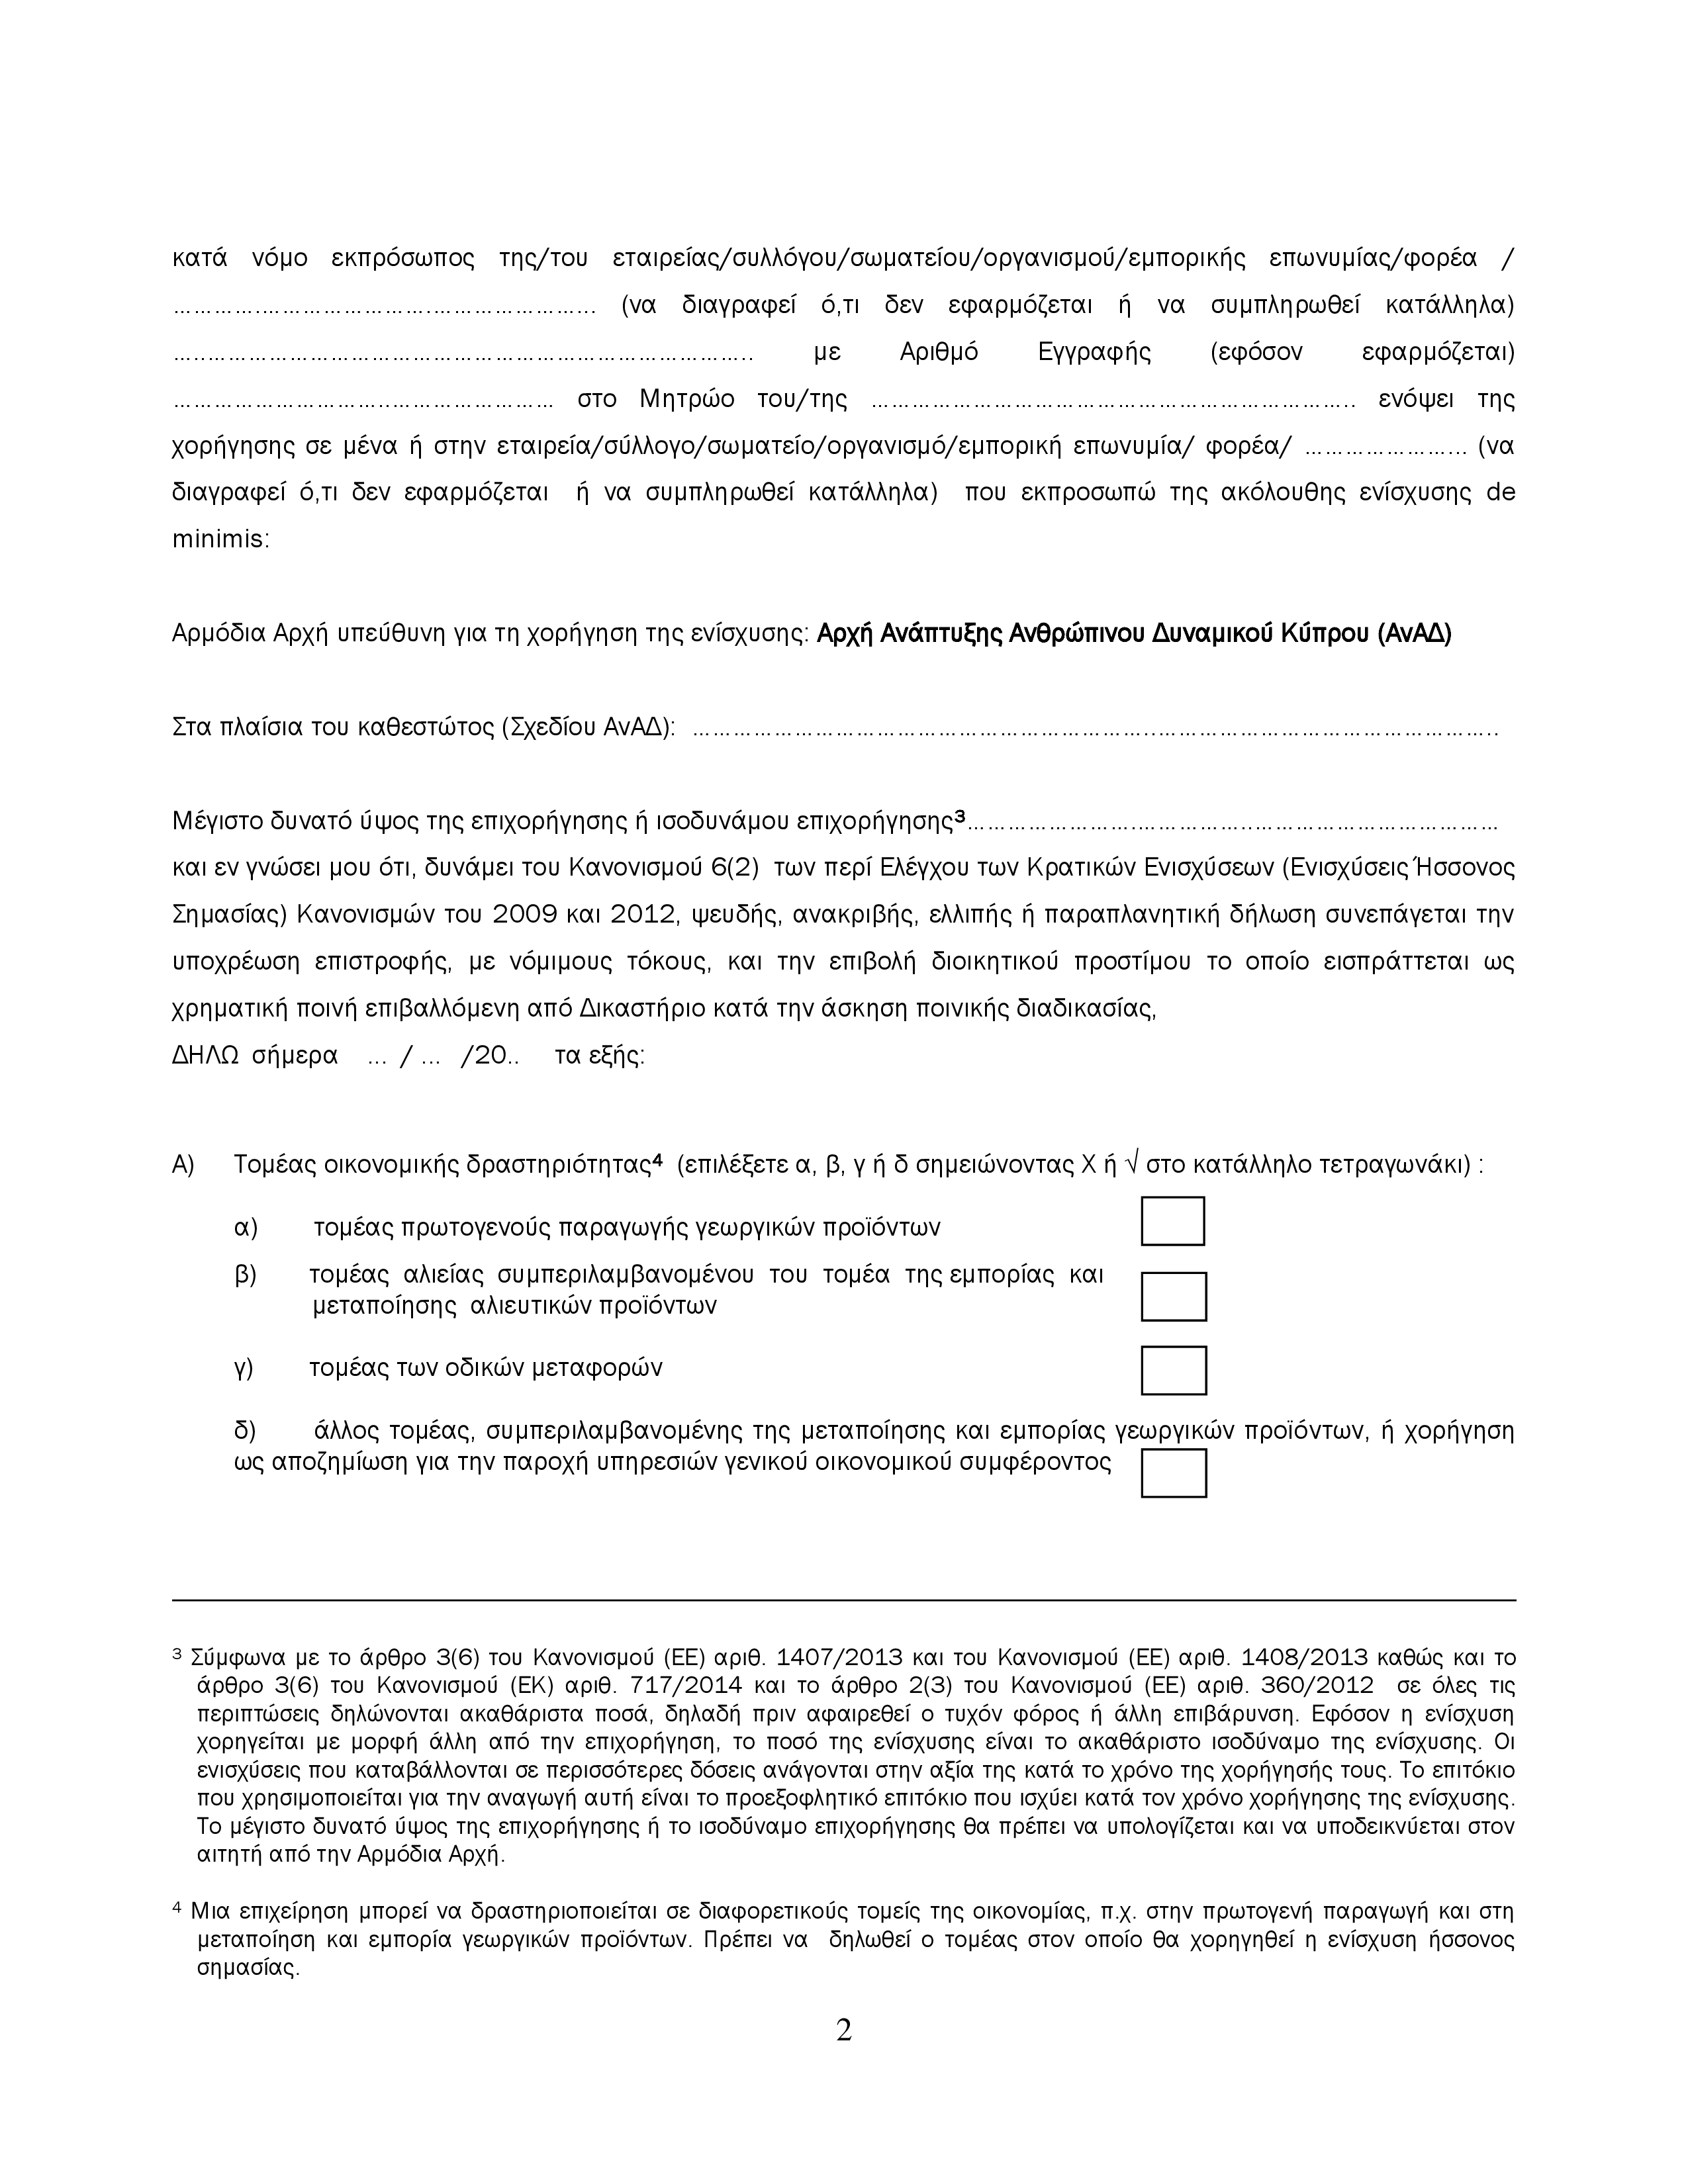 κατά νόμο εκπρόσωπος της/του εταιρείας/συλλόγου/σωματείου/οργανισμού/εμπορικής επωνυμίας/φορέα /
………….…………………….………………….. (να διαγραφεί ό,τι δεν εφαρμόζεται ή να συμπληρωθεί κατάλληλα)
…..…………………………………………………………………….. με Αριθμό Εγγραφής (εφόσον εφαρμόζεται)
…………………………..…………………… στο Μητρώο του/της …………………………………………………………….. ενόψει της
χορήγησης σε μένα ή στην εταιρεία/σύλλογο/σωματείο/οργανισμό/εμπορική επωνυμία/ φορέα/ ………………….. (να
διαγραφεί ό,τι δεν εφαρμόζεται ή να συμπληρωθεί κατάλληλα) που εκπροσωπώ της ακόλουθης ενίσχυσης de
minimis:
Αρμόδια Αρχή υπεύθυνη για τη χορήγηση της ενίσχυσης: Αρχή Ανάπτυξης Ανθρώπινου Δυναμικού Κύπρου (ΑνΑΔ)
Στα πλαίσια του καθεστώτος (Σχεδίου ΑνΑΔ): …………………………………………………………..…………………………………………..
Μέγιστο δυνατό ύψος της επιχορήγησης ή ισοδυνάμου επιχορήγησης³…………………….……………..………………………………
και εν γνώσει μου ότι, δυνάμει του Κανονισμού 6(2) των περί Ελέγχου των Κρατικών Ενισχύσεων (Ενισχύσεις Ήσσονος
Σημασίας) Κανονισμών του 2009 και 2012, ψευδής, ανακριβής, ελλιπής ή παραπλανητική δήλωση συνεπάγεται την
υποχρέωση επιστροφής, με νόμιμους τόκους, και την επιβολή διοικητικού προστίμου το οποίο εισπράττεται ως
χρηματική ποινή επιβαλλόμενη από Δικαστήριο κατά την άσκηση ποινικής διαδικασίας,
ΔΗΛΩ σήμερα … / … /20.. τα εξής:
Α) Τομέας οικονομικής δραστηριότητας⁴ (επιλέξετε α, β, γ ή δ σημειώνοντας Χ ή √ στο κατάλληλο τετραγωνάκι) :
α) τομέας πρωτογενούς παραγωγής γεωργικών προϊόντων
β) τομέας αλιείας συμπεριλαμβανομένου του τομέα της εμπορίας και
μεταποίησης αλιευτικών προϊόντων
γ) τομέας των οδικών μεταφορών
δ) άλλος τομέας, συμπεριλαμβανομένης της μεταποίησης και εμπορίας γεωργικών προϊόντων, ή χορήγηση
ως αποζημίωση για την παροχή υπηρεσιών γενικού οικονομικού συμφέροντος
³ Σύμφωνα με το άρθρο 3(6) του Κανονισμού (ΕΕ) αριθ. 1407/2013 και του Κανονισμού (ΕΕ) αριθ. 1408/2013 καθώς και το
άρθρο 3(6) του Κανονισμού (ΕΚ) αριθ. 717/2014 και το άρθρο 2(3) του Κανονισμού (ΕΕ) αριθ. 360/2012 σε όλες τις
περιπτώσεις δηλώνονται ακαθάριστα ποσά, δηλαδή πριν αφαιρεθεί ο τυχόν φόρος ή άλλη επιβάρυνση. Εφόσον η ενίσχυση
χορηγείται με μορφή άλλη από την επιχορήγηση, το ποσό της ενίσχυσης είναι το ακαθάριστο ισοδύναμο της ενίσχυσης. Οι
ενισχύσεις που καταβάλλονται σε περισσότερες δόσεις ανάγονται στην αξία της κατά το χρόνο της χορήγησής τους. Το επιτόκιο
που χρησιμοποιείται για την αναγωγή αυτή είναι το προεξοφλητικό επιτόκιο που ισχύει κατά τον χρόνο χορήγησης της ενίσχυσης.
Το μέγιστο δυνατό ύψος της επιχορήγησης ή το ισοδύναμο επιχορήγησης θα πρέπει να υπολογίζεται και να υποδεικνύεται στον
αιτητή από την Αρμόδια Αρχή.
⁴ Μια επιχείρηση μπορεί να δραστηριοποιείται σε διαφορετικούς τομείς της οικονομίας, π.χ. στην πρωτογενή παραγωγή και στη
μεταποίηση και εμπορία γεωργικών προϊόντων. Πρέπει να δηλωθεί ο τομέας στον οποίο θα χορηγηθεί η ενίσχυση ήσσονος
σημασίας.
2